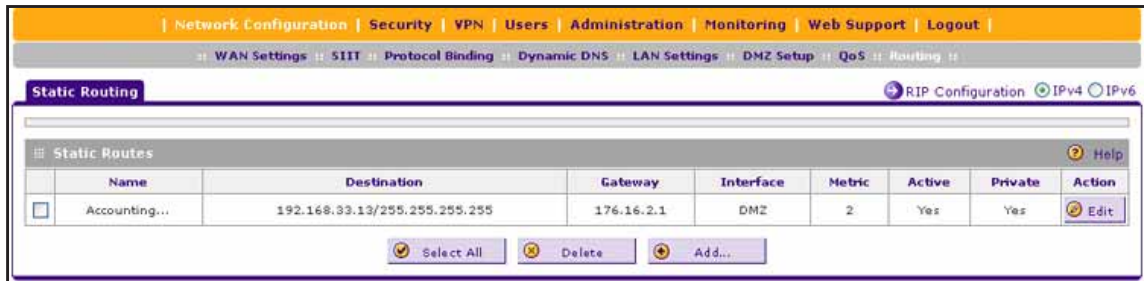 | Network Configuration | Security | VPN | Users | Administration | Monitoring | Web Support | Logout |
:: WAN Settings :: SIIT :: Protocol Binding :: Dynamic DNS :: LAN Settings :: DMZ Setup :: QoS :: Routing ::
Static Routing RIP Configuration IPv4 IPv6
Static Routes Help
Name Destination Gateway Interface Metric Active Private Action
Accounting... 192.168.33.13/255.255.255.255 176.16.2.1 DMZ 2 Yes Yes Edit
Select All Delete Add...